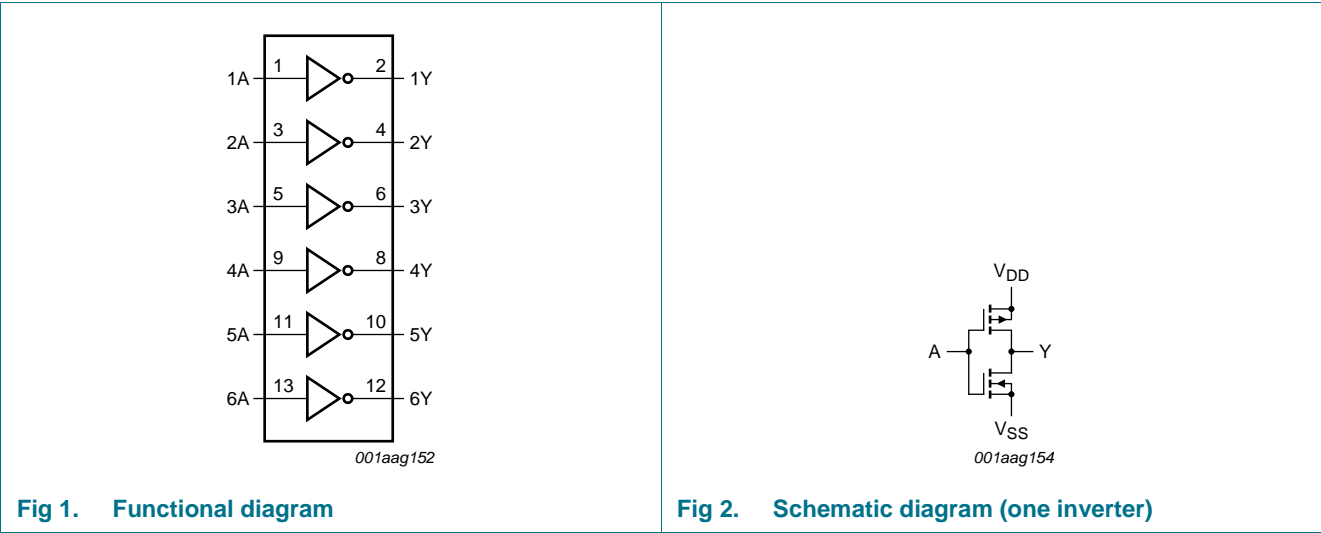 1A 1 2 1Y
2A 3 4 2Y
3A 5 6 3Y
4A 9 8 4Y
5A 11 10 5Y
6A 13 12 6Y
001aag152
Fig 1. Functional diagram
VDD
A Y
VSS
001aag154
Fig 2. Schematic diagram (one inverter)